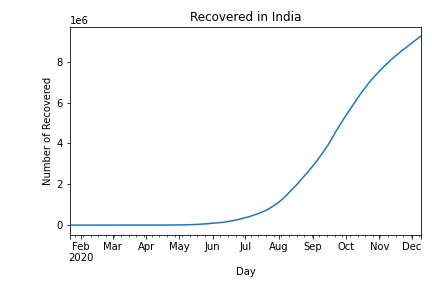 Recovered in India
1e6
8
6
4
2
0
Number of Recovered
Feb Mar Apr May Jun Jul Aug Sep Oct Nov Dec
2020
Day